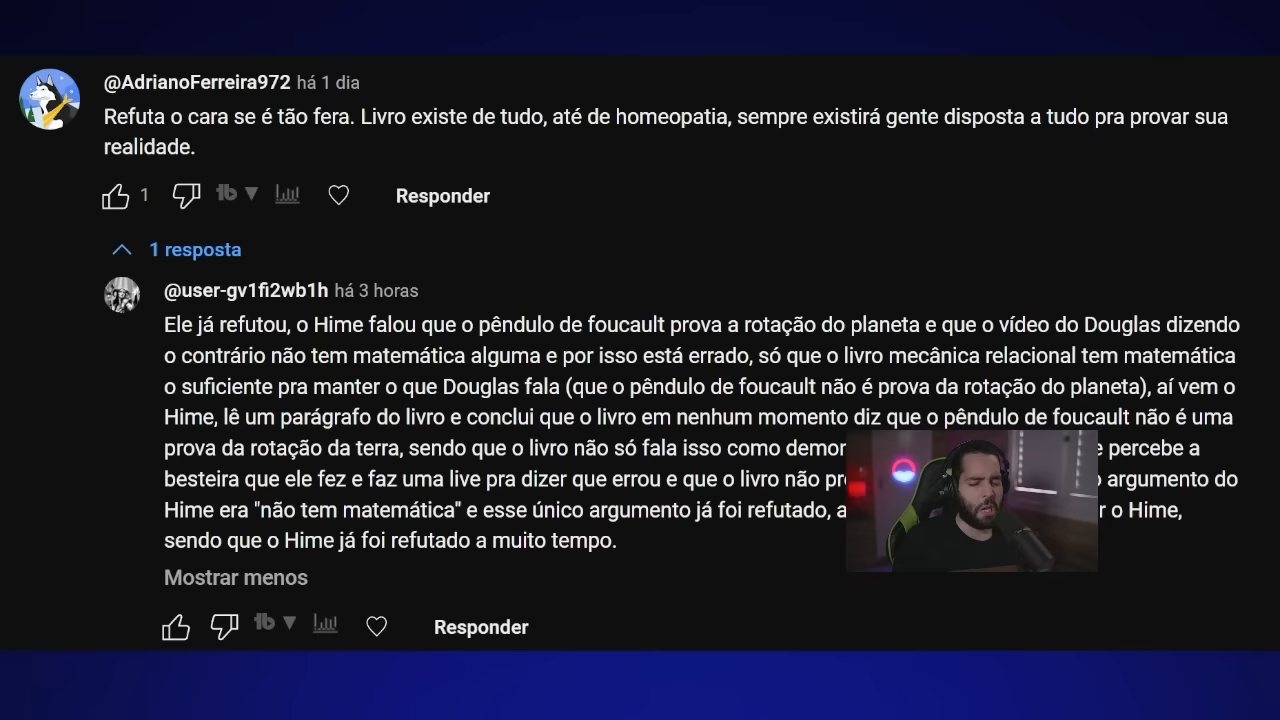 @AdrianoFerreira972 há 1 dia
Refuta o cara se é tão fera. Livro existe de tudo, até de homeopatia, sempre existirá gente disposta a tudo pra provar sua
realidade.
1
Responder
1 resposta
@user-gv1fi2wb1h há 3 horas
Ele já refutou, o Hime falou que o pêndulo de foucault prova a rotação do planeta e que o vídeo do Douglas dizendo
o contrário não tem matemática alguma e por isso está errado, só que o livro mecânica relacional tem matemática
o suficiente pra manter o que Douglas fala (que o pêndulo de foucault não é prova da rotação do planeta), aí vem o
Hime, lê um parágrafo do livro e conclui que o livro em nenhum momento diz que o pêndulo de foucault não é uma
prova da rotação da terra, sendo que o livro não só fala isso como percebe a
besteira que ele fez e faz uma live pra dizer que errou e que o livro não argumento do
Hime era "não tem matemática" e esse único argumento já foi refutado, o Hime,
sendo que o Hime já foi refutado a muito tempo.
Mostrar menos
Responder